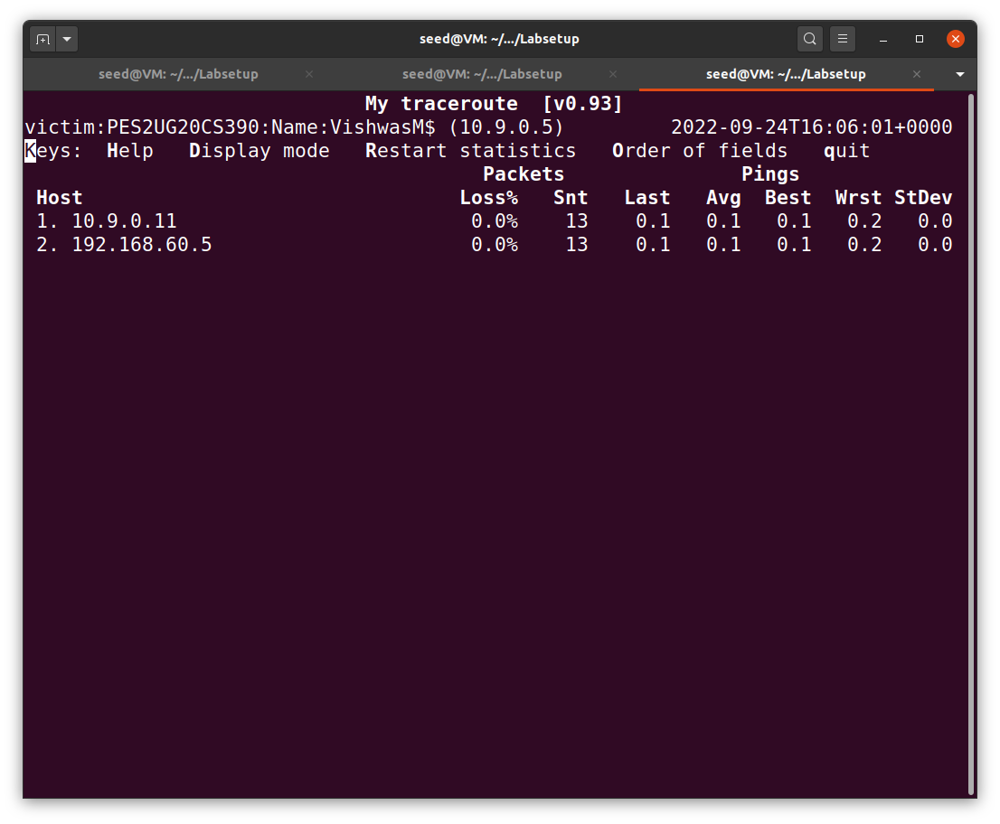 seed@VM: ~/.../Labsetup
seed@VM: ~/.../Labsetup seed@VM: ~/.../Labsetup seed@VM: ~/.../Labsetup
My traceroute [v0.93]
victim:PES2UG20CS390:Name:VishwasM$ (10.9.0.5) 2022-09-24T16:06:01+0000
Keys: Help Display mode Restart statistics Order of fields quit
Packets Pings
Host Loss% Snt Last Avg Best Wrst StDev
1. 10.9.0.11 0.0% 13 0.1 0.1 0.1 0.2 0.0
2. 192.168.60.5 0.0% 13 0.1 0.1 0.1 0.2 0.0